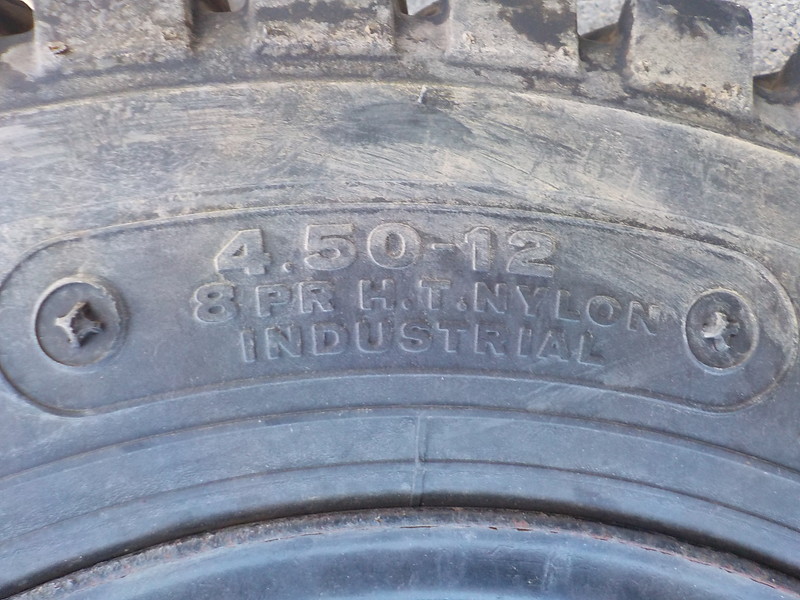 4.50-12
8 PR H.T. NYLON
INDUSTRIAL